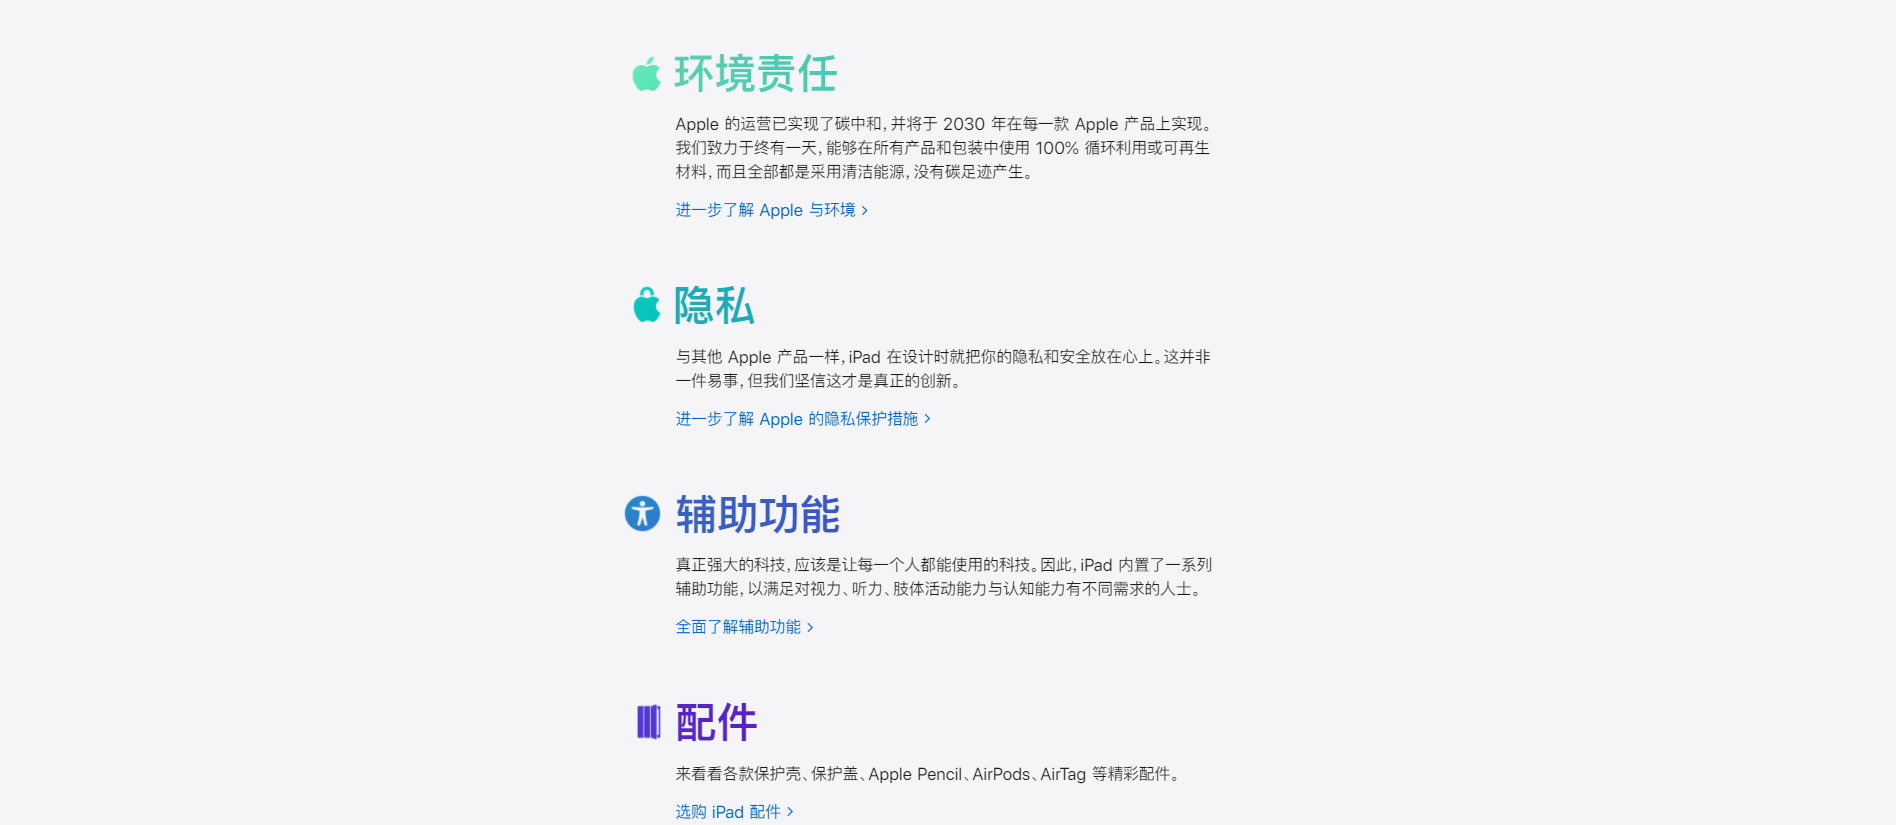 环境责任
Apple 的运营已实现了碳中和，并将于 2030 年在每一款 Apple 产品上实现。
我们致力于终有一天，能够在所有产品和包装中使用 100% 循环利用或可再生
材料，而且全部都是采用清洁能源，没有碳足迹产生。
进一步了解 Apple 与环境 >
隐私
与其他 Apple 产品一样，iPad 在设计时就把你的隐私和安全放在心上。这并非
一件易事，但我们坚信这才是真正的创新。
进一步了解 Apple 的隐私保护措施 >
辅助功能
真正强大的科技，应该是让每一个人都能使用的科技。因此，iPad 内置了一系列
辅助功能，以满足对视力、听力、肢体活动能力与认知能力有不同需求的人士。
全面了解辅助功能 >
配件
来看看各款保护壳、保护盖、Apple Pencil、AirPods、AirTag 等精彩配件。
选购 iPad 配件 >